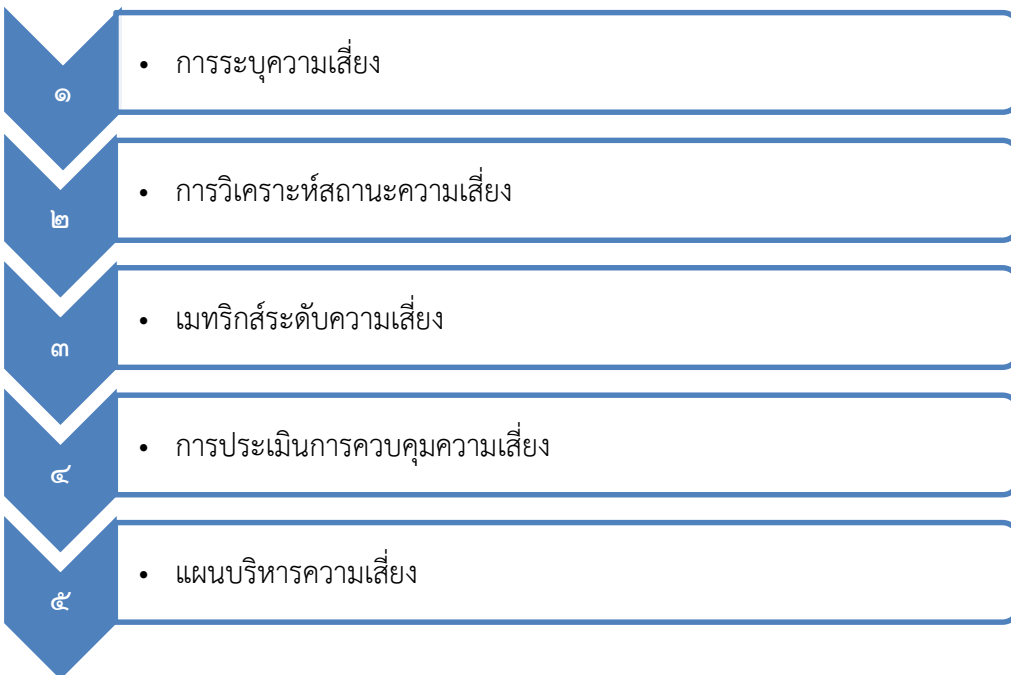 ๑
• การระบุความเสี่ยง
๒
• การวิเคราะห์สถานะความเสี่ยง
๓
• เมทริกส์ระดับความเสี่ยง
๔
• การประเมินการควบคุมความเสี่ยง
๕
• แผนบริหารความเสี่ยง